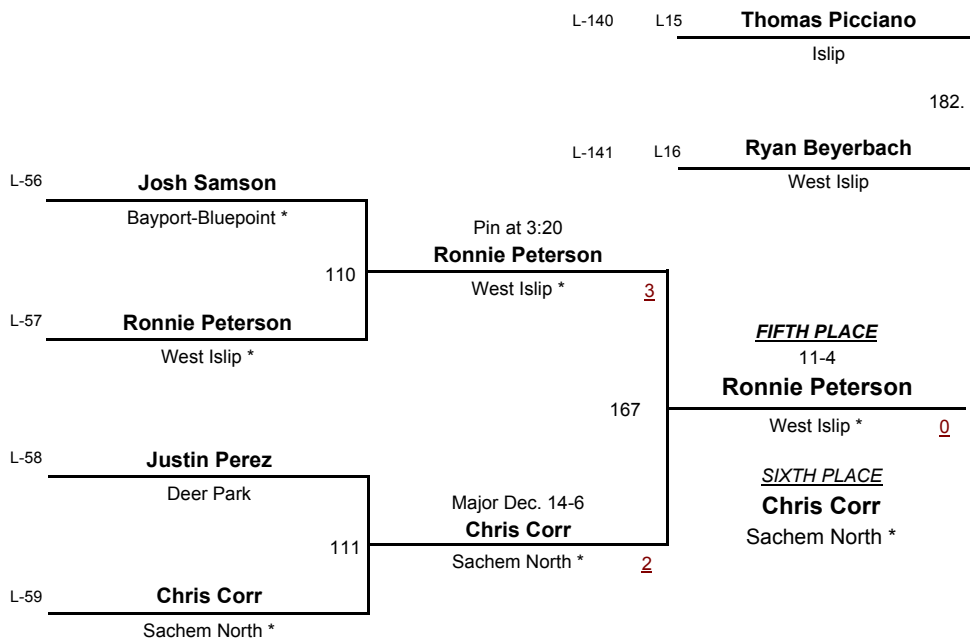 L-140 L15 Thomas Picciano
Islip
182.
L-141 L16 Ryan Beyerbach
West Islip
L-56 Josh Samson
Bayport-Bluepoint *
110
L-57 Ronnie Peterson
West Islip *
Pin at 3:20
Ronnie Peterson
West Islip * 3
167
L-58 Justin Perez
Deer Park
111
L-59 Chris Corr
Sachem North *
Major Dec. 14-6
Chris Corr
Sachem North * 2
FIFTH PLACE
11-4
Ronnie Peterson
West Islip * 0
SIXTH PLACE
Chris Corr
Sachem North *